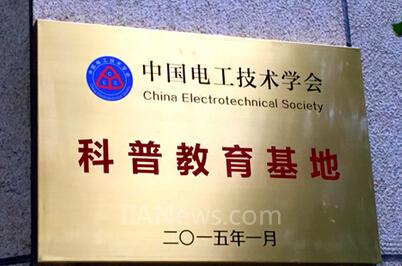 中国电工技术学会
China Electrotechnical Society
科普教育基地
IIANews.com
二〇一五年一月